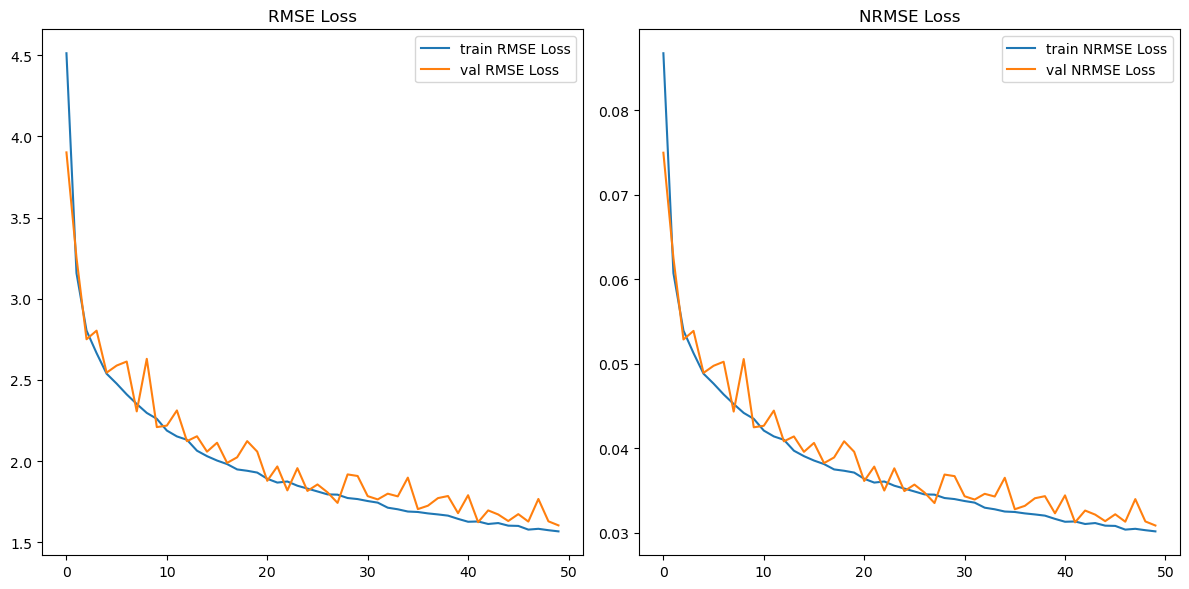 RMSE Loss
train RMSE Loss
val RMSE Loss
4.5
4.0
3.5
3.0
2.5
2.0
1.5
0 10 20 30 40 50
NRMSE Loss
train NRMSE Loss
val NRMSE Loss
0.08
0.07
0.06
0.05
0.04
0.03
0 10 20 30 40 50